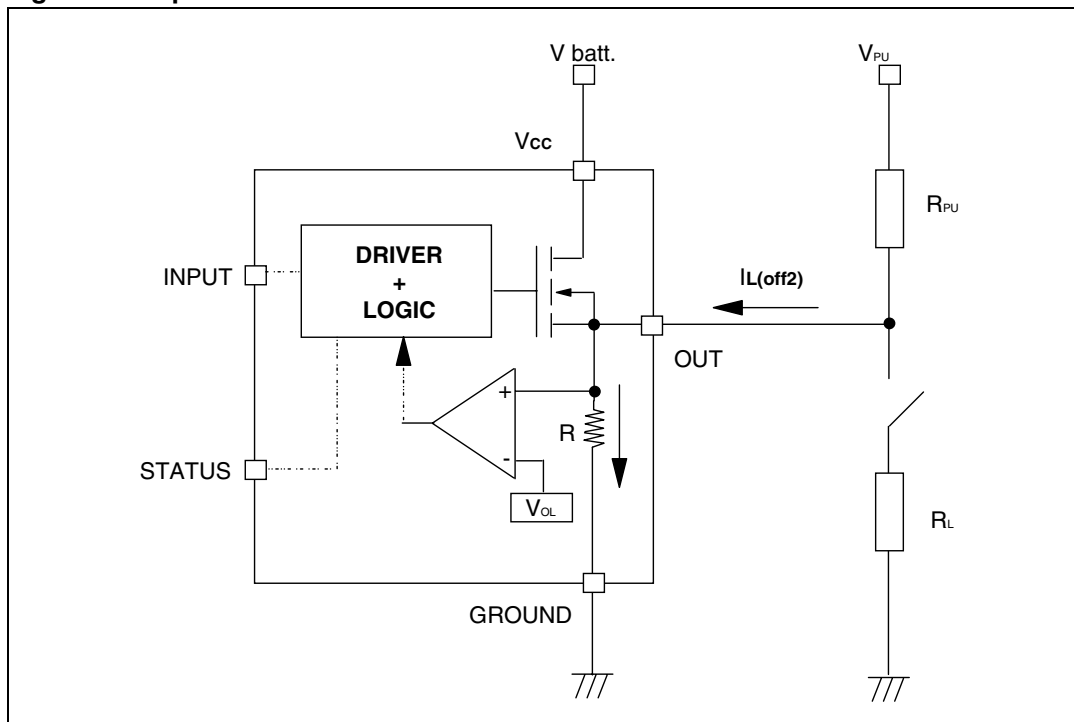 V batt.
VPU
Vcc
RPU
DRIVER
+
LOGIC
INPUT
IL(off2)
OUT
+
R
-
STATUS
VOL
RL
GROUND